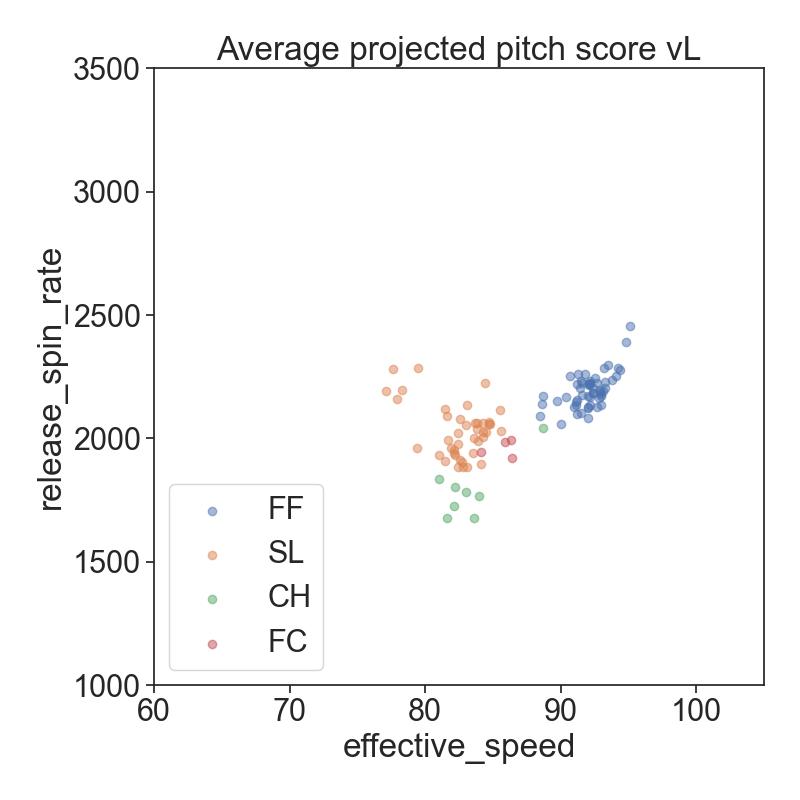 Average projected pitch score vL
3500
3000
2500
2000
1500
1000
release_spin_rate
FF
SL
CH
FC
60 70 80 90 100
effective_speed